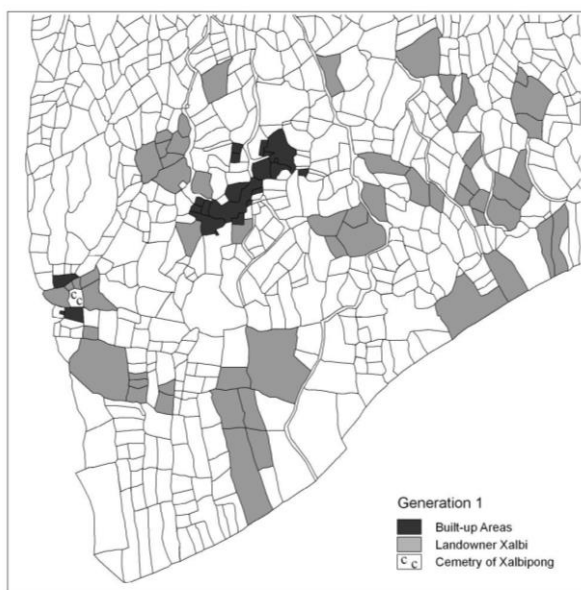 C
C
Generation 1
Built-up Areas
Landowner Xalbi
C C
Cemetry of Xalbipong